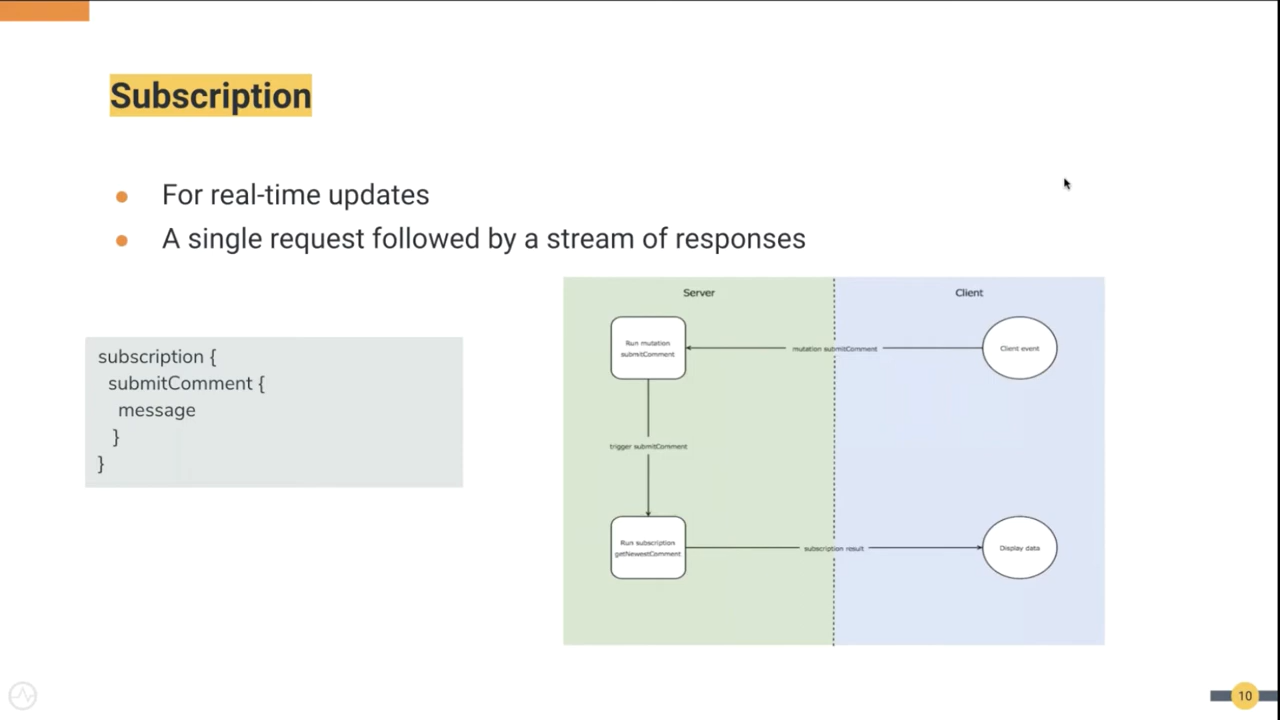 Subscription
● For real-time updates
● A single request followed by a stream of responses
subscription {
submitComment {
message
}
}
Server
Client
Run mutation
submitComment
mutation submitComment
Client event
trigger submitComment
Run subscription
getNewestComment
subscription result
Display data
10